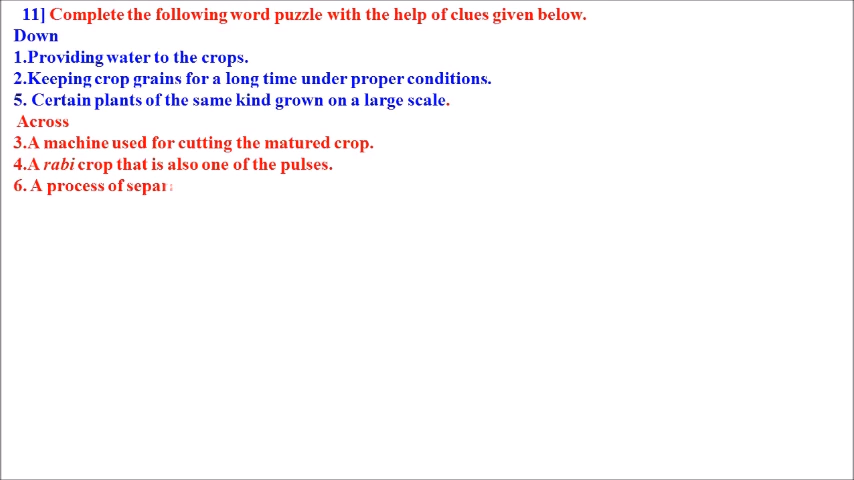 11] Complete the following word puzzle with the help of clues given below.
Down
1.Providing water to the crops.
2.Keeping crop grains for a long time under proper conditions.
5. Certain plants of the same kind grown on a large scale.
Across
3.A machine used for cutting the matured crop.
4.A rabi crop that is also one of the pulses.
6. A process of